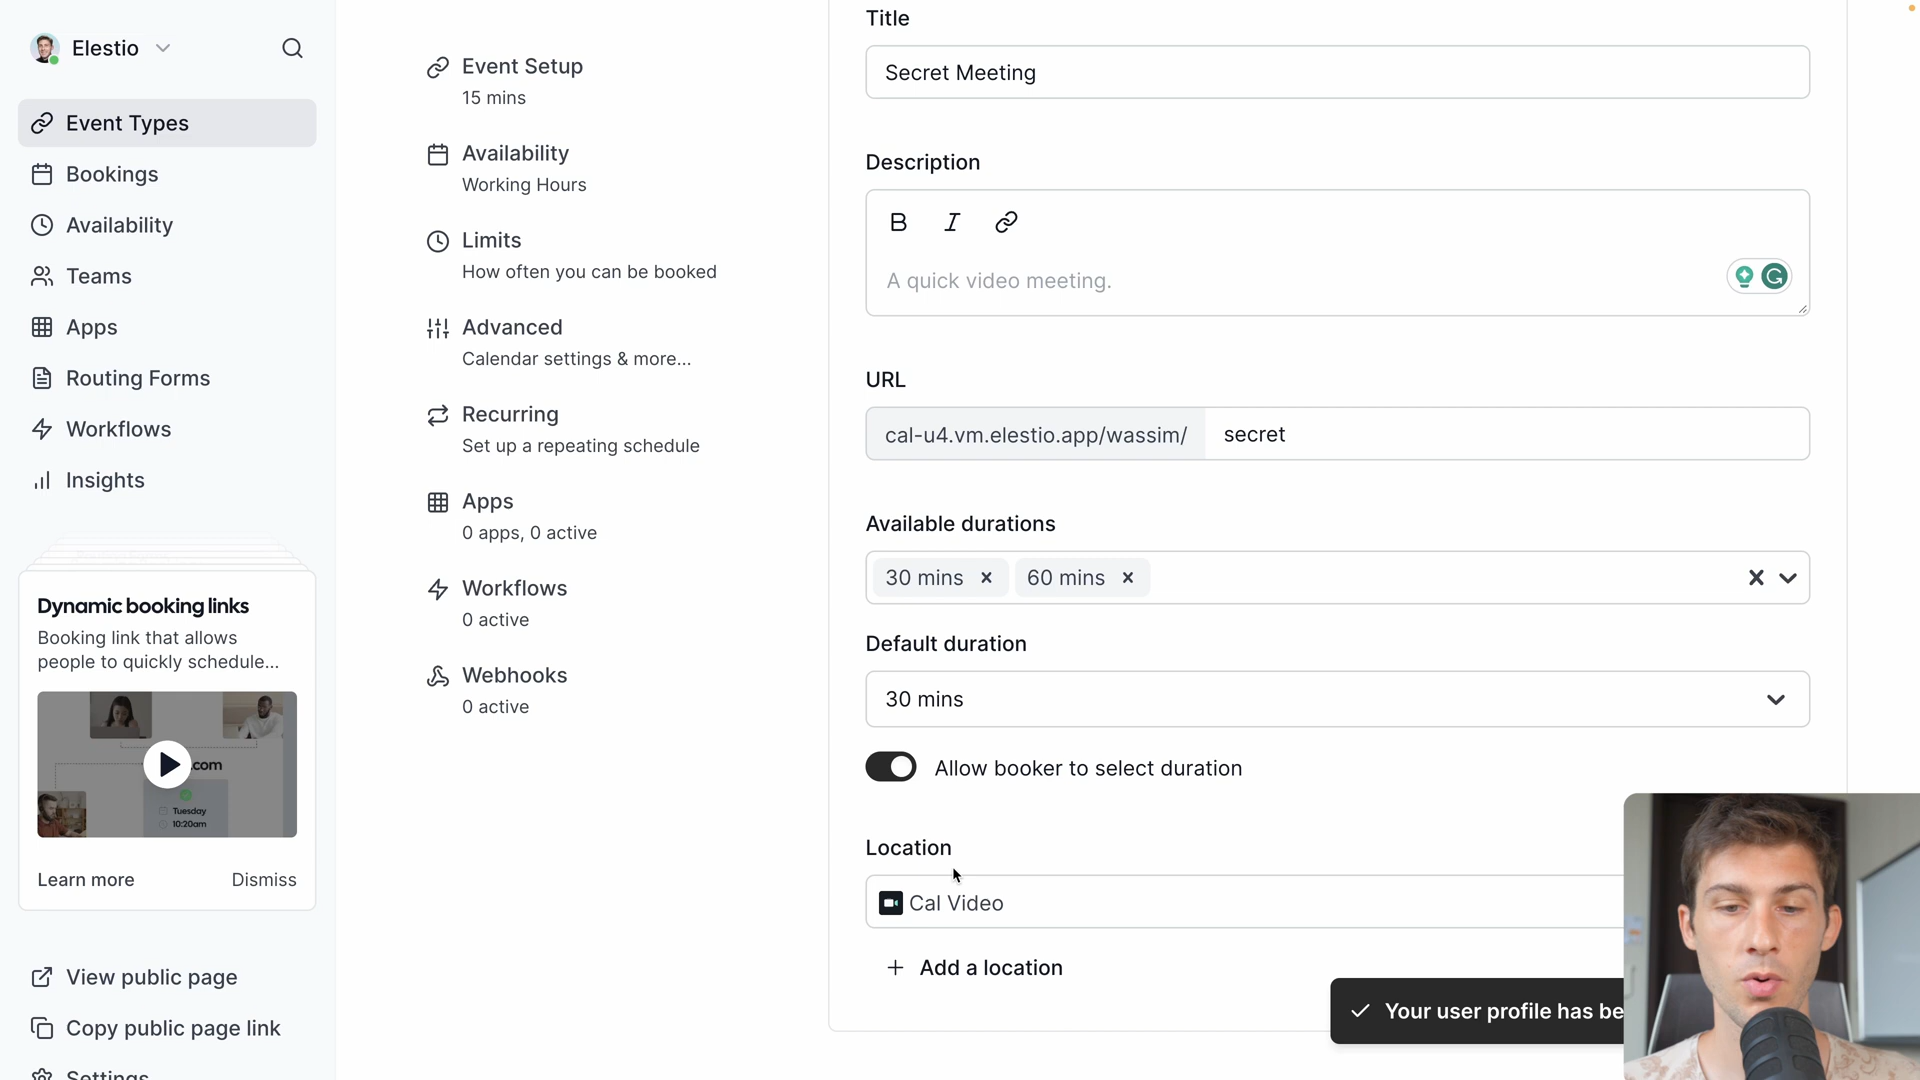 Elestio
Event Types
Bookings
Availability
Teams
Apps
Routing Forms
Workflows
Insights
Dynamic booking links
Booking link that allows
people to quickly schedule...
.com
Tuesday
10:20am
Learn more
Dismiss
View public page
Copy public page link
Settings
Event Setup
15 mins
Availability
Working Hours
Limits
How often you can be booked
Advanced
Calendar settings & more...
Recurring
Set up a repeating schedule
Apps
0 apps, 0 active
Workflows
0 active
Webhooks
0 active
Title
Secret Meeting
Description
B I
A quick video meeting.
URL
cal-u4.vm.elestio.app/wassim/ secret
Available durations
30 mins 60 mins
Default duration
30 mins
Allow booker to select duration
Location
Cal Video
+ Add a location
Your user profile has be